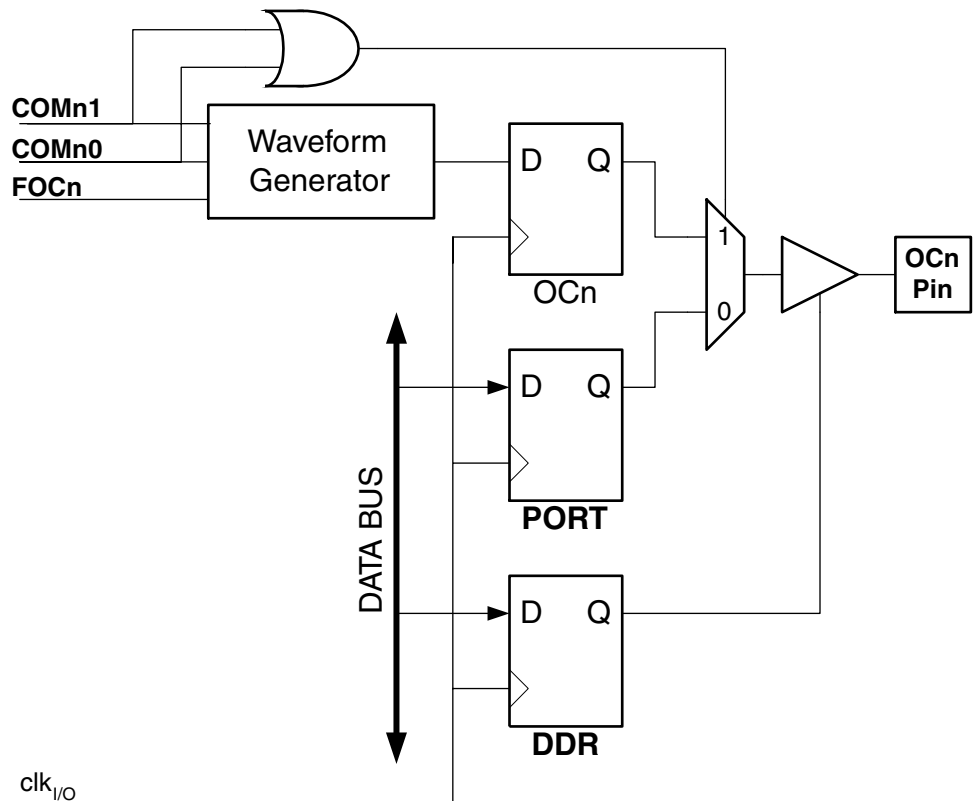 COMn1
COMn0
FOCn
Waveform
Generator
D Q
OCn
1
0
OCn
Pin
D Q
PORT
DATA BUS
D Q
DDR
clkI/O